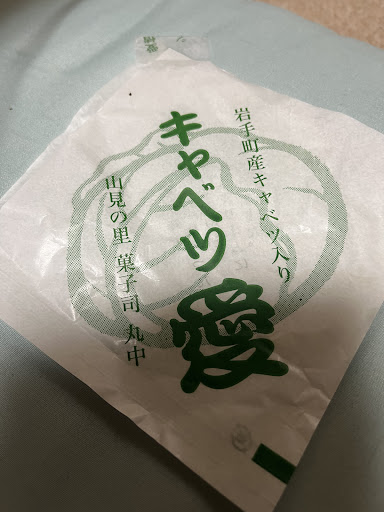 岩手町産キャベツ入り
キャベツ愛
山見の里 菓子司 丸中